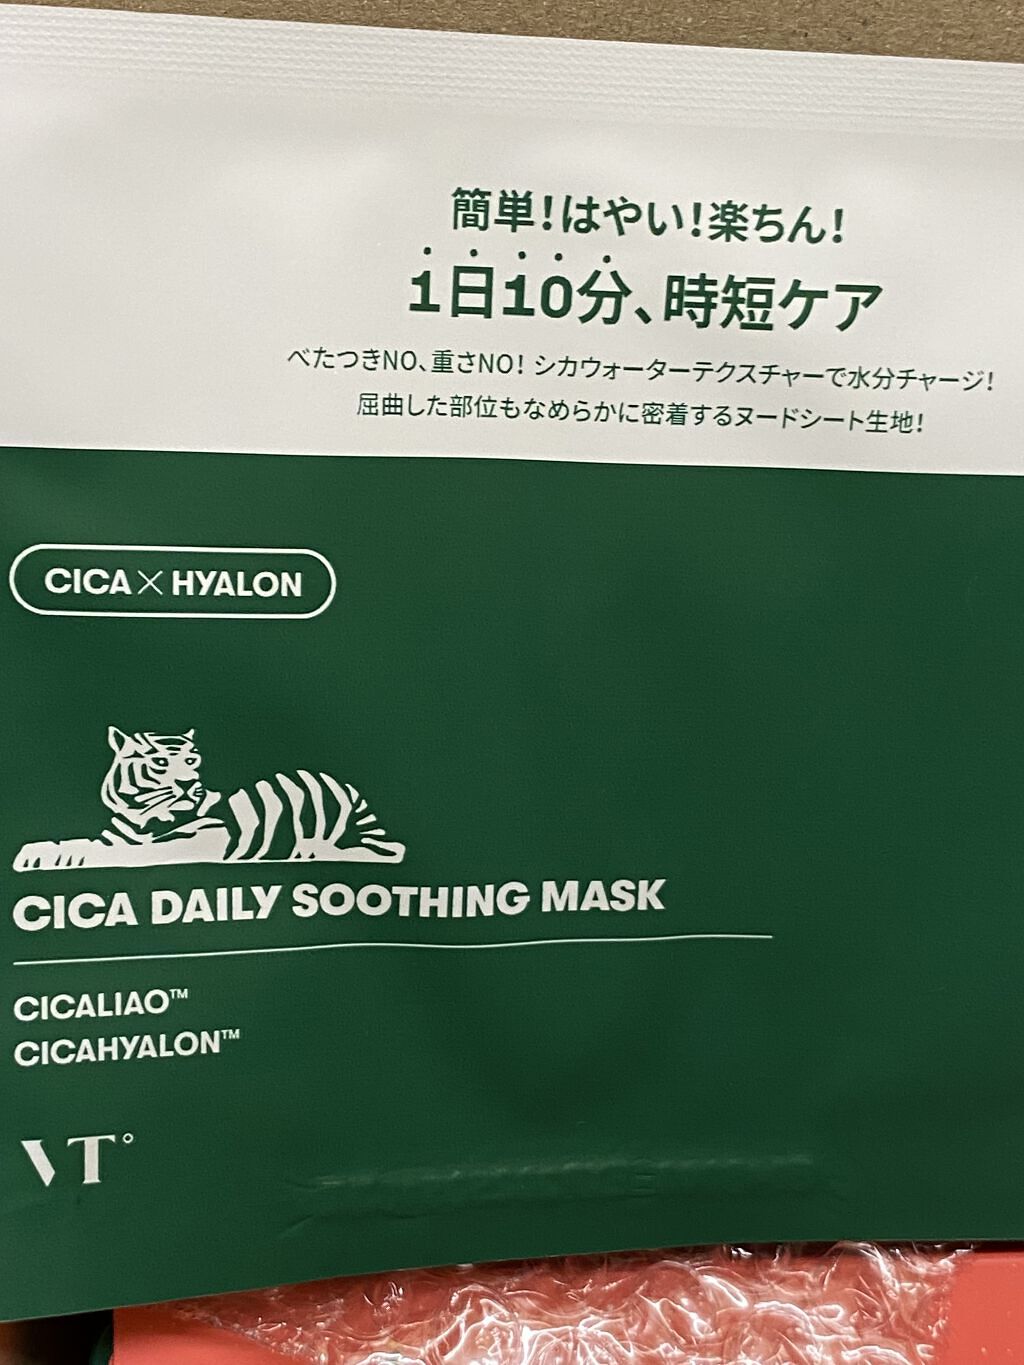 簡単！はやい！楽ちん！
1日10分、時短ケア
べたつきNO、重さNO！ シカウォーターテクスチャーで水分チャージ！
屈曲した部位もなめらかに密着するヌードシート生地！
CICA×HYALON
CICA DAILY SOOTHING MASK
CICALIAO™
CICAHYALON™
VT°